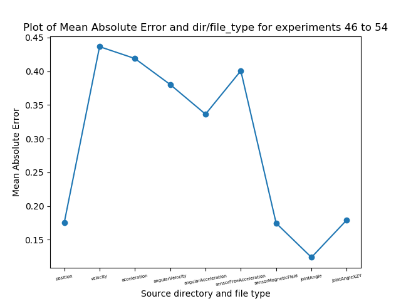 Plot of Mean Absolute Error and dir/file_type for experiments 46 to 54
0.45
0.40
0.35
0.30
0.25
0.20
0.15
Mean Absolute Error
position
velocity
acceleration
angularVelocity
angularAcceleration
sensorFreeAcceleration
sensorMagneticField
jointAngle
jointAngleXZY
Source directory and file type